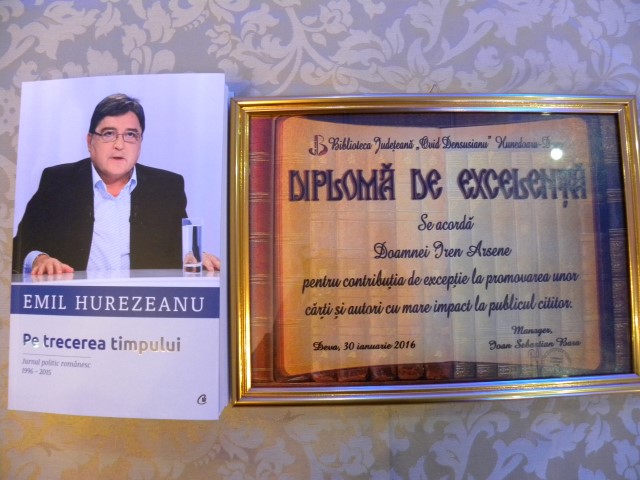 EMIL HUREZEANU
Pe trecerea timpului
Jurnal politic românesc
1996 - 2015
Biblioteca Județeană „Ovid Densusianu” Hunedoara-Deva
DIPLOMĂ DE EXCELENȚĂ
Se acordă
Doamnei Iren Arsene
pentru contribuția de excepție la promovarea unor
cărți și autori cu mare impact la publicul cititor.
Manager,
Deva, 30 ianuarie 2016
Ioan Sebastian Bara